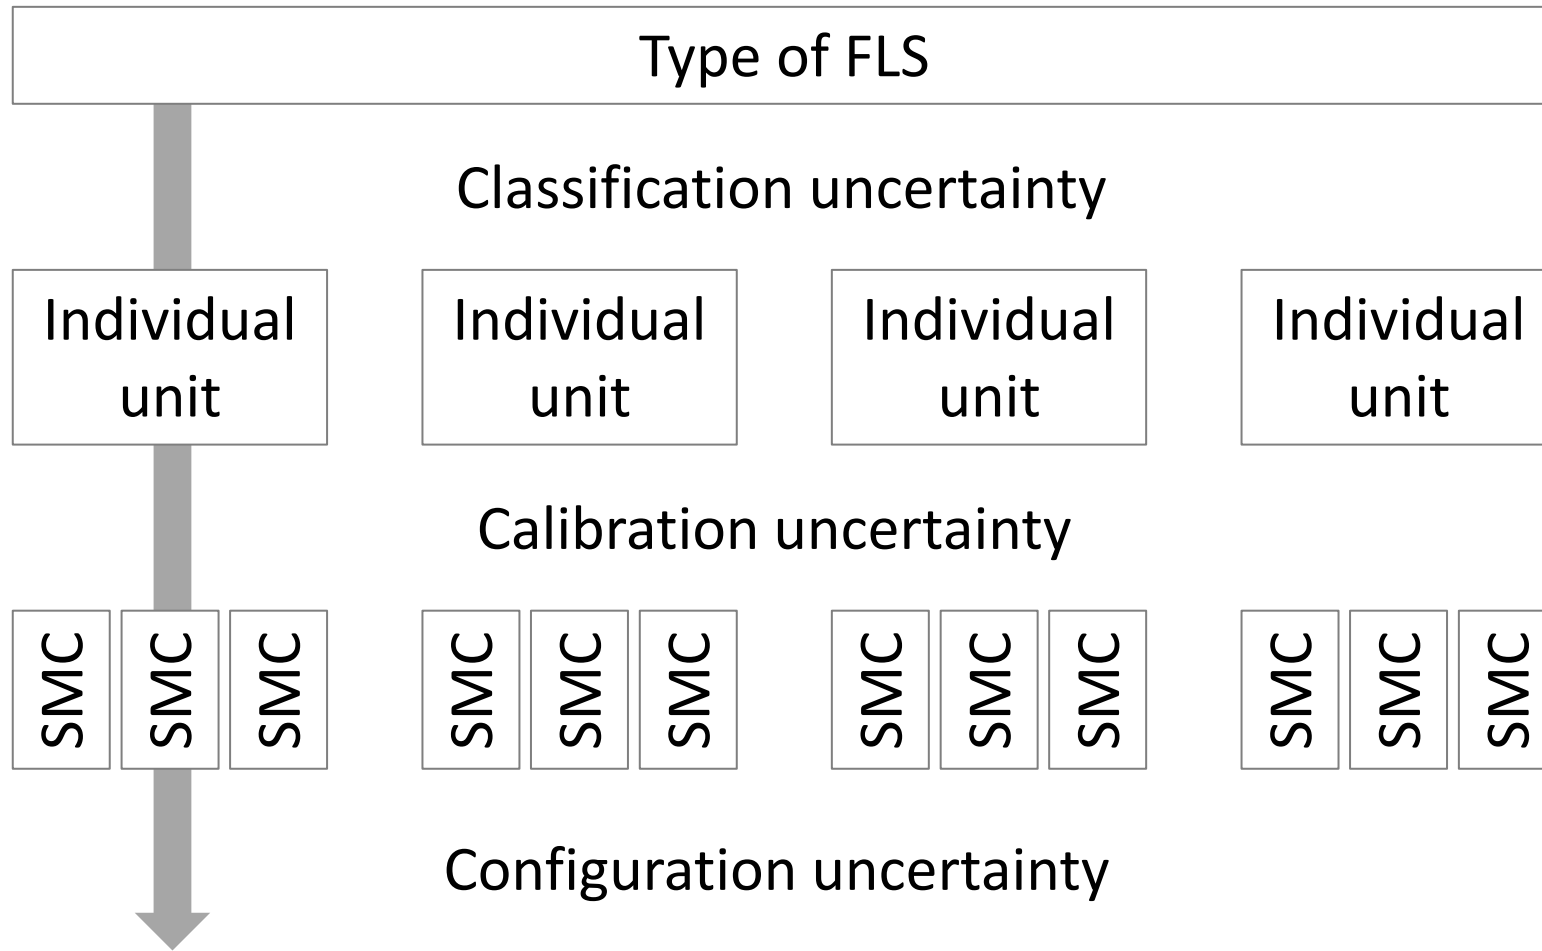 Type of FLS
Classification uncertainty
Individual
unit
Individual
unit
Individual
unit
Individual
unit
Calibration uncertainty
SMC
SMC
SMC
SMC
SMC
SMC
SMC
SMC
SMC
SMC
SMC
SMC
Configuration uncertainty